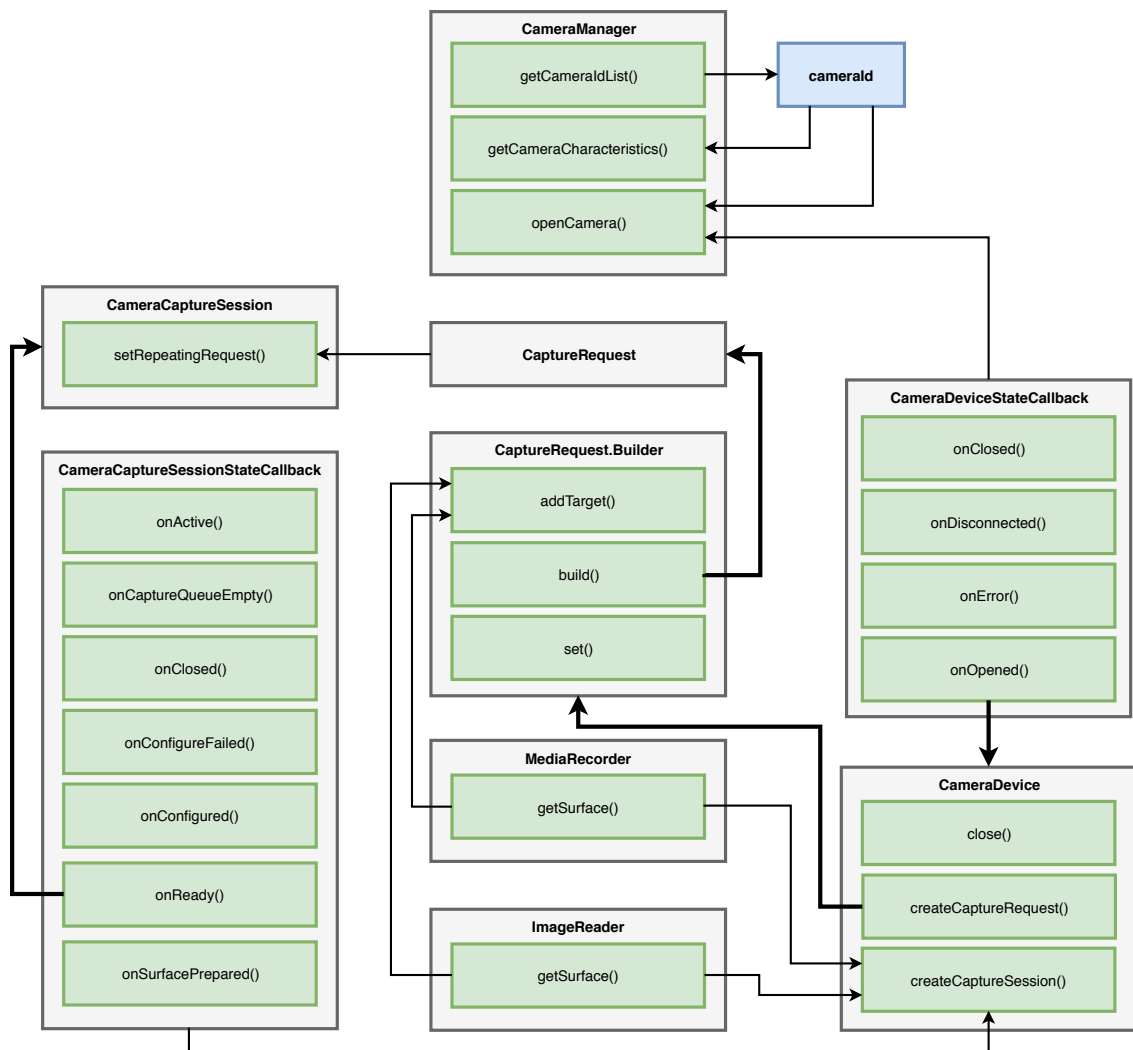 CameraManager
getCameraIdList()
cameraId
getCameraCharacteristics()
openCamera()
CameraCaptureSession
setRepeatingRequest()
CaptureRequest
CameraDeviceStateCallback
onClosed()
onDisconnected()
onError()
onOpened()
CaptureRequest.Builder
addTarget()
build()
set()
CameraCaptureSessionStateCallback
onActive()
onCaptureQueueEmpty()
onClosed()
onConfigureFailed()
onConfigured()
onReady()
onSurfacePrepared()
MediaRecorder
getSurface()
ImageReader
getSurface()
CameraDevice
close()
createCaptureRequest()
createCaptureSession()